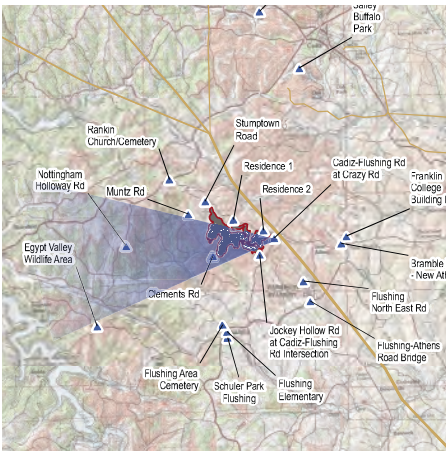 Salley
Buffalo
Park
Stumptown
Road
Rankin
Church/Cemetery
Cadiz-Flushing Rd
at Crazy Rd
Residence 1
Nottingham
Holloway Rd
Franklin
College
Building
Muntz Rd
Residence 2
Egypt Valley
Wildlife Area
Bramble
- New Ath
Clements Rd
Flushing
North East Rd
Jockey Hollow Rd
at Cadiz-Flushing
Rd Intersection
Flushing-Athens
Road Bridge
Flushing Area
Cemetery
Schuler Park
Flushing
Flushing
Elementary